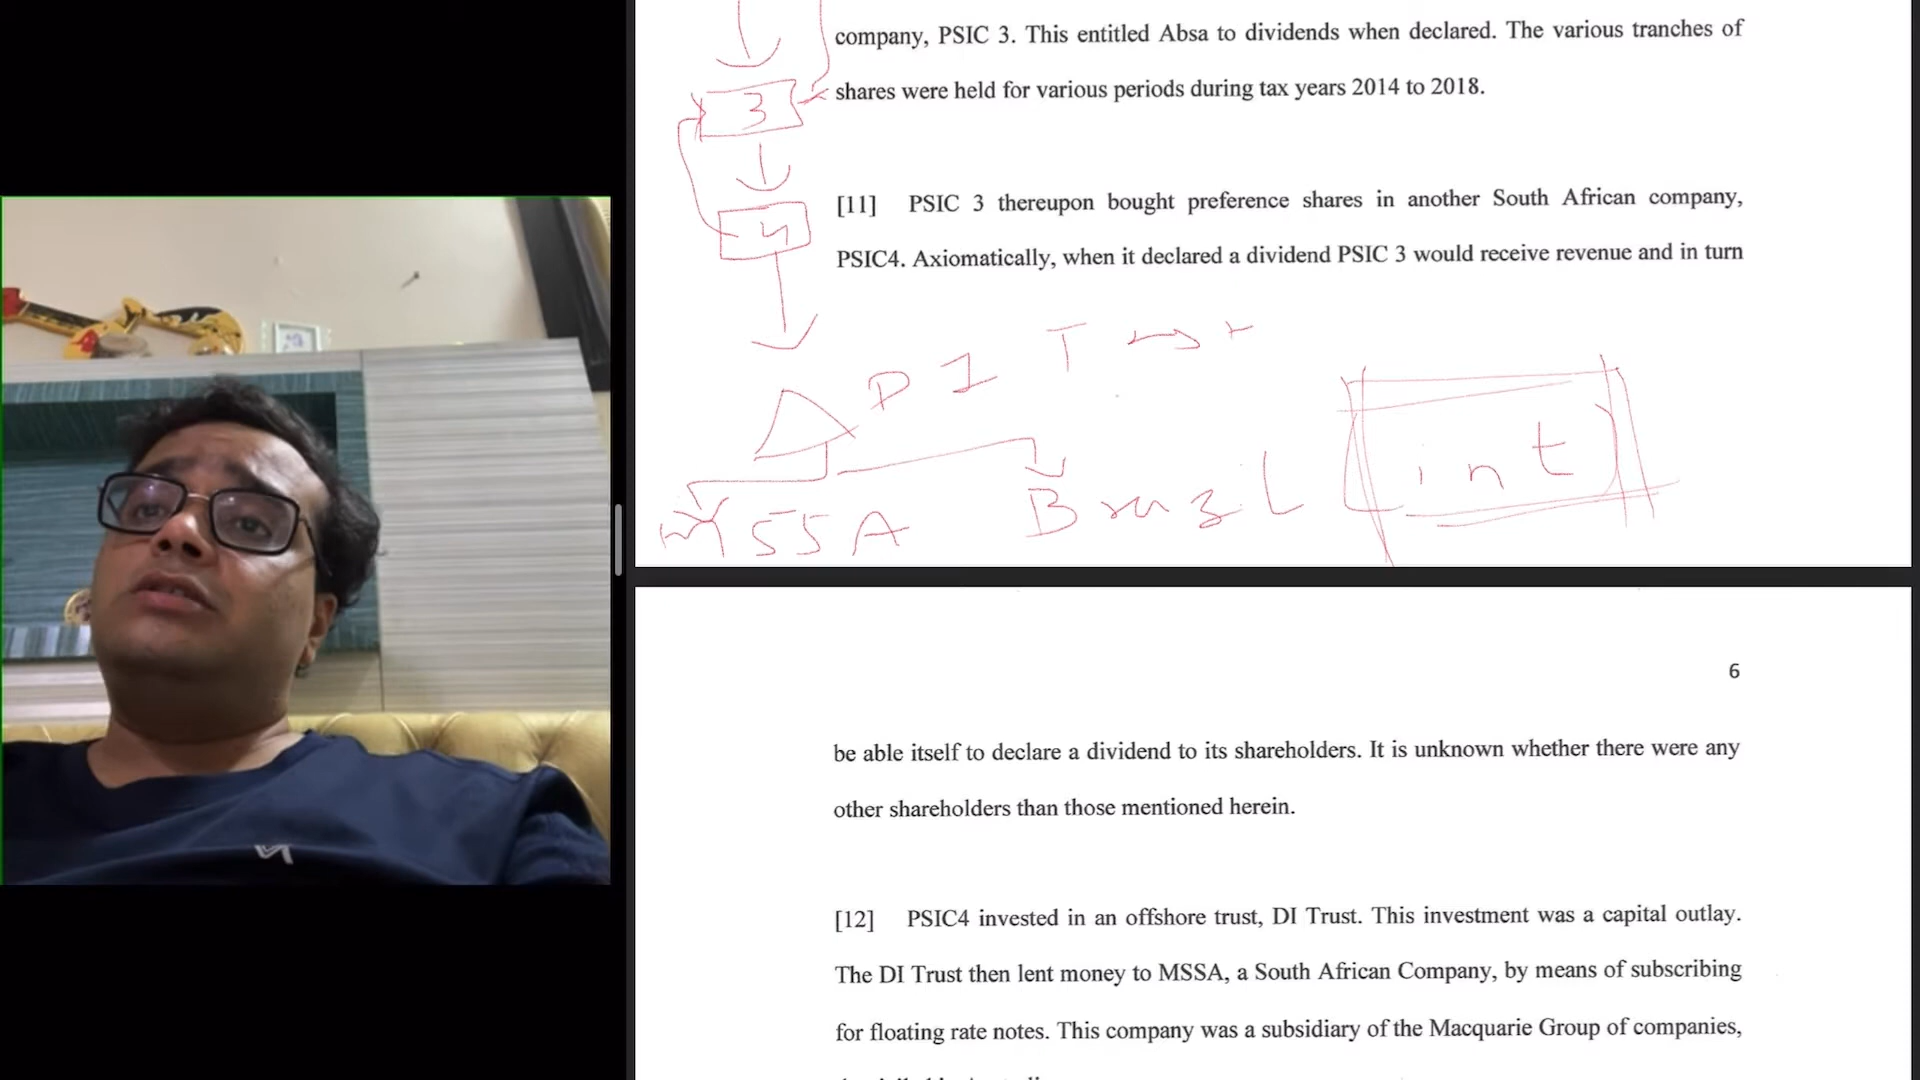 company, PSIC 3. This entitled Absa to dividends when declared. The various tranches of
shares were held for various periods during tax years 2014 to 2018.
3
[11] PSIC 3 thereupon bought preference shares in another South African company,
4
PSIC4. Axiomatically, when it declared a dividend PSIC 3 would receive revenue and in turn
DI Trust
MSSA
Brazil (int)
6
be able itself to declare a dividend to its shareholders. It is unknown whether there were any
other shareholders than those mentioned herein.
[12] PSIC4 invested in an offshore trust, DI Trust. This investment was a capital outlay.
The DI Trust then lent money to MSSA, a South African Company, by means of subscribing
for floating rate notes. This company was a subsidiary of the Macquarie Group of companies,